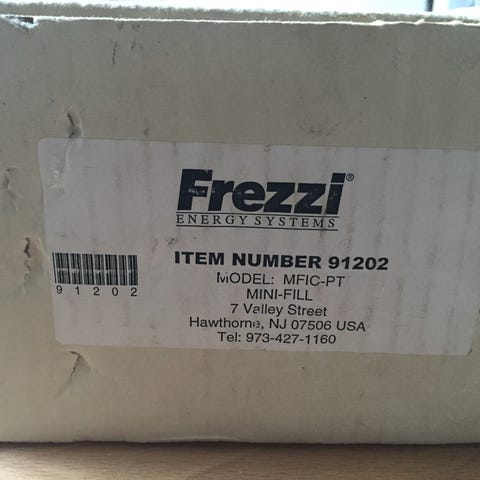 Frezzi®
ENERGY SYSTEMS
ITEM NUMBER 91202
MODEL: MFIC-PT
MINI-FILL
7 Valley Street
Hawthorne, NJ 07506 USA
Tel: 973-427-1160
91202